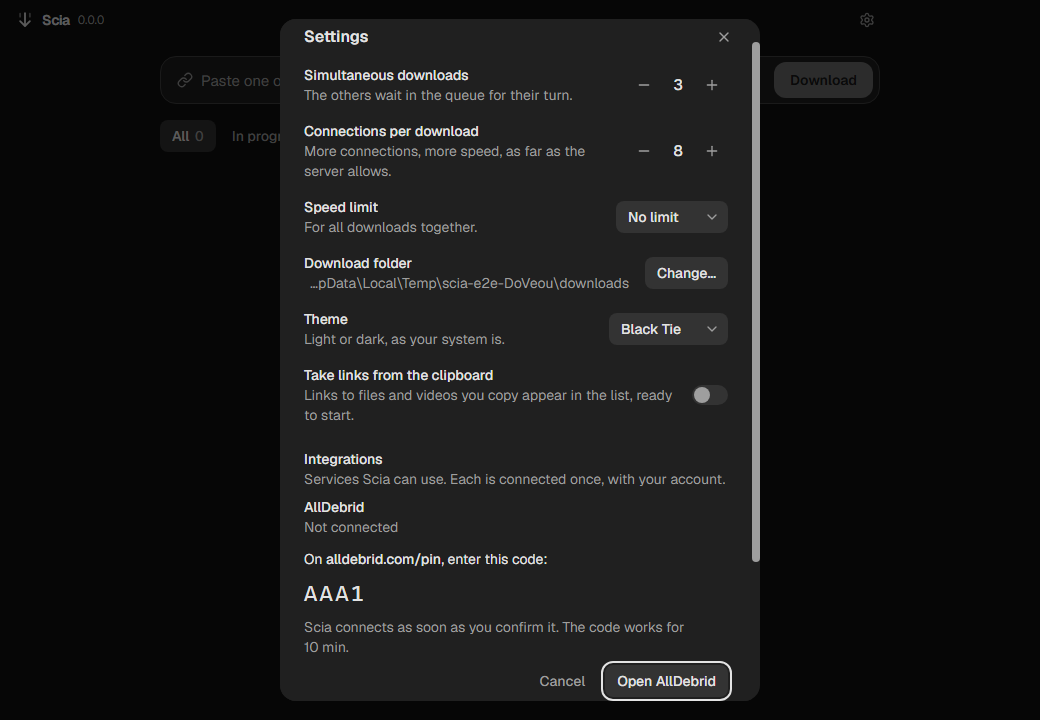 Scia 0.0.0
Settings
Paste one o
Download
All 0
In progr
Simultaneous downloads
The others wait in the queue for their turn.
3
Connections per download
More connections, more speed, as far as the
server allows.
8
Speed limit
For all downloads together.
No limit
Download folder
...pData\Local\Temp\scia-e2e-DoVeou\downloads
Change...
Theme
Light or dark, as your system is.
Black Tie
Take links from the clipboard
Links to files and videos you copy appear in the list, ready
to start.
Integrations
Services Scia can use. Each is connected once, with your account.
AllDebrid
Not connected
On alldebrid.com/pin, enter this code:
AAA1
Scia connects as soon as you confirm it. The code works for
10 min.
Cancel
Open AllDebrid